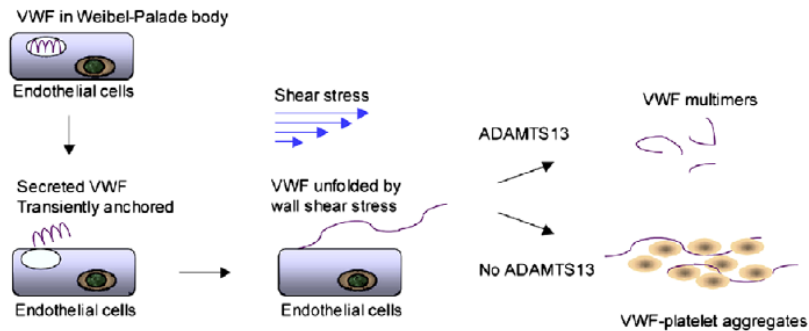 VWF in Weibel-Palade body
Endothelial cells
Secreted VWF
Transiently anchored
Endothelial cells
Shear stress
VWF unfolded by
wall shear stress
Endothelial cells
ADAMTS13
No ADAMTS13
VWF multimers
VWF-platelet aggregates